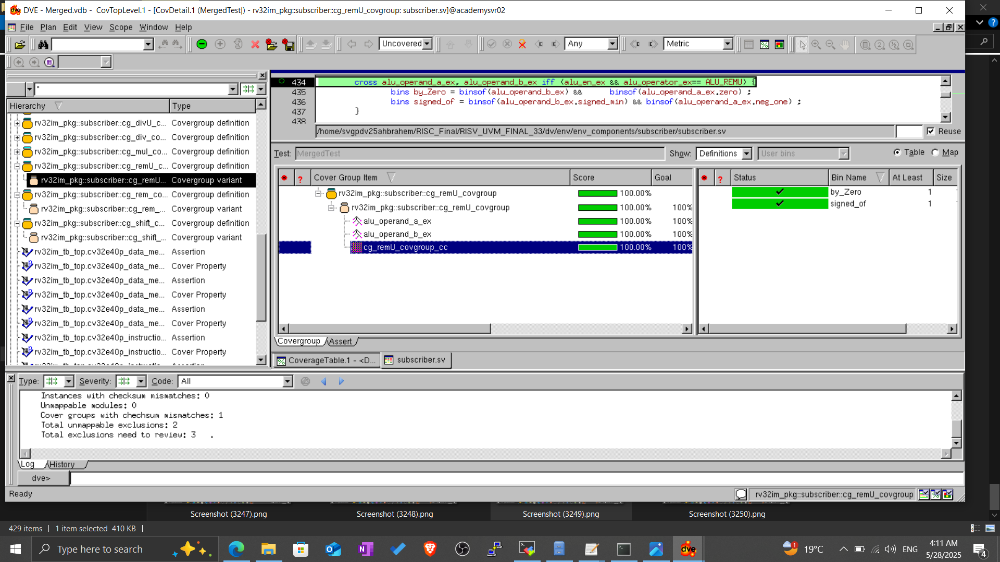 DVE - Merged.vdb - CovTopLevel.1 - [CovDetail.1 (MergedTest|) - rv32im_pkg::subscriber::cg_remU_covgroup: subscriber.sv]@academysvr02
File Plan Edit View Scope Window Help
Uncovered
Any
Metric
*
Hierarchy Type
rv32im_pkg::subscriber::cg_divU_c... Covergroup definition
rv32im_pkg::subscriber::cg_div_co... Covergroup definition
rv32im_pkg::subscriber::cg_mul_co... Covergroup definition
rv32im_pkg::subscriber::cg_remU_c... Covergroup definition
rv32im_pkg::subscriber::cg_remU... Covergroup variant
rv32im_pkg::subscriber::cg_rem_co... Covergroup definition
rv32im_pkg::subscriber::cg_rem_... Covergroup variant
rv32im_pkg::subscriber::cg_shift_c... Covergroup definition
rv32im_pkg::subscriber::cg_shift_... Covergroup variant
rv32im_tb_top.cv32e40p_data_me... Assertion
rv32im_tb_top.cv32e40p_data_me... Cover Property
rv32im_tb_top.cv32e40p_data_me... Assertion
rv32im_tb_top.cv32e40p_data_me... Cover Property
rv32im_tb_top.cv32e40p_data_me... Assertion
rv32im_tb_top.cv32e40p_data_me... Cover Property
rv32im_tb_top.cv32e40p_instructio... Assertion
rv32im_tb_top.cv32e40p_instructio... Cover Property
434 cross alu_operand_a_ex, alu_operand_b_ex iff (alu_en_ex && alu_operator_ex== ALU_REMU) {
435 bins by_Zero = binsof(alu_operand_b_ex) && binsof(alu_operand_a_ex.zero) ;
436 bins signed_of = binsof(alu_operand_b_ex.signed_min) && binsof(alu_operand_a_ex.neg_one) ;
437 }
438
/home/svgpdv25ahbrahem/RISC_Final/RISV_UVM_FINAL_33/dv/env/env_components/subscriber/subscriber.sv
Reuse
Test: MergedTest Show: Definitions User bins Table Map
Cover Group Item Score Goal
rv32im_pkg::subscriber::cg_remU_covgroup 100.00%
rv32im_pkg::subscriber::cg_remU_covgroup 100.00% 100%
alu_operand_a_ex 100.00% 100%
alu_operand_b_ex 100.00% 100%
cg_remU_covgroup_cc 100.00% 100%
? Status Bin Name At Least Size
by_Zero 1
signed_of 1
Covergroup Assert
CoverageTable.1 - <D... subscriber.sv
Type: Severity: Code: All
Instances with checksum mismatches: 0
Unmappable modules: 0
Cover groups with chechsum mismatches: 1
Total unmappable exclusions: 2
Total exclusions need to review: 3 .
Log History
dve>
Ready
rv32im_pkg::subscriber::cg_remU_covgroup
Screenshot (3247).png Screenshot (3248).png Screenshot (3249).png Screenshot (3250).png
429 items 1 item selected 410 KB
Type here to search
19°C
ENG
4:11 AM
5/28/2025
4